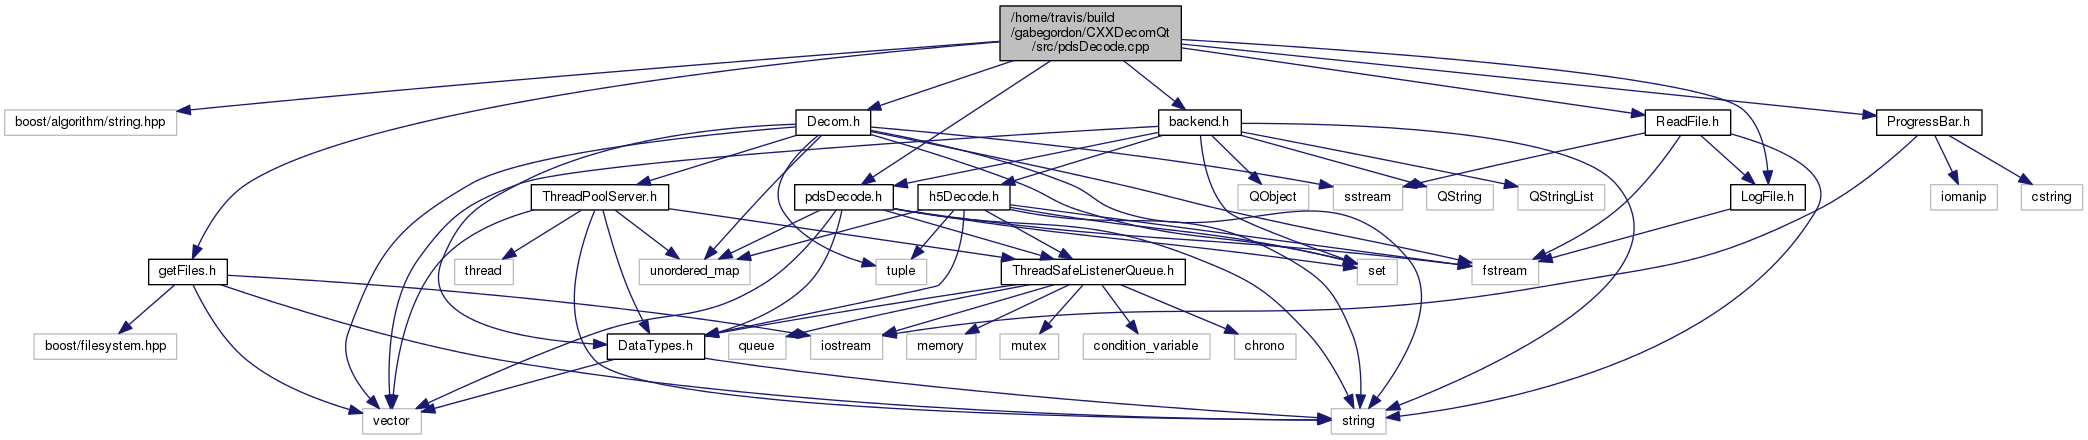 /home/travis/build
/gabegordon/CXXDecomQt
/src/pdsDecode.cpp
boost/algorithm/string.hpp
Decom.h
backend.h
ReadFile.h
ProgressBar.h
ThreadPoolServer.h
pdsDecode.h
h5Decode.h
QObject
sstream
QString
QStringList
LogFile.h
iomanip
cstring
getFiles.h
thread
unordered_map
tuple
ThreadSafeListenerQueue.h
set
fstream
boost/filesystem.hpp
DataTypes.h
queue
iostream
memory
mutex
condition_variable
chrono
vector
string